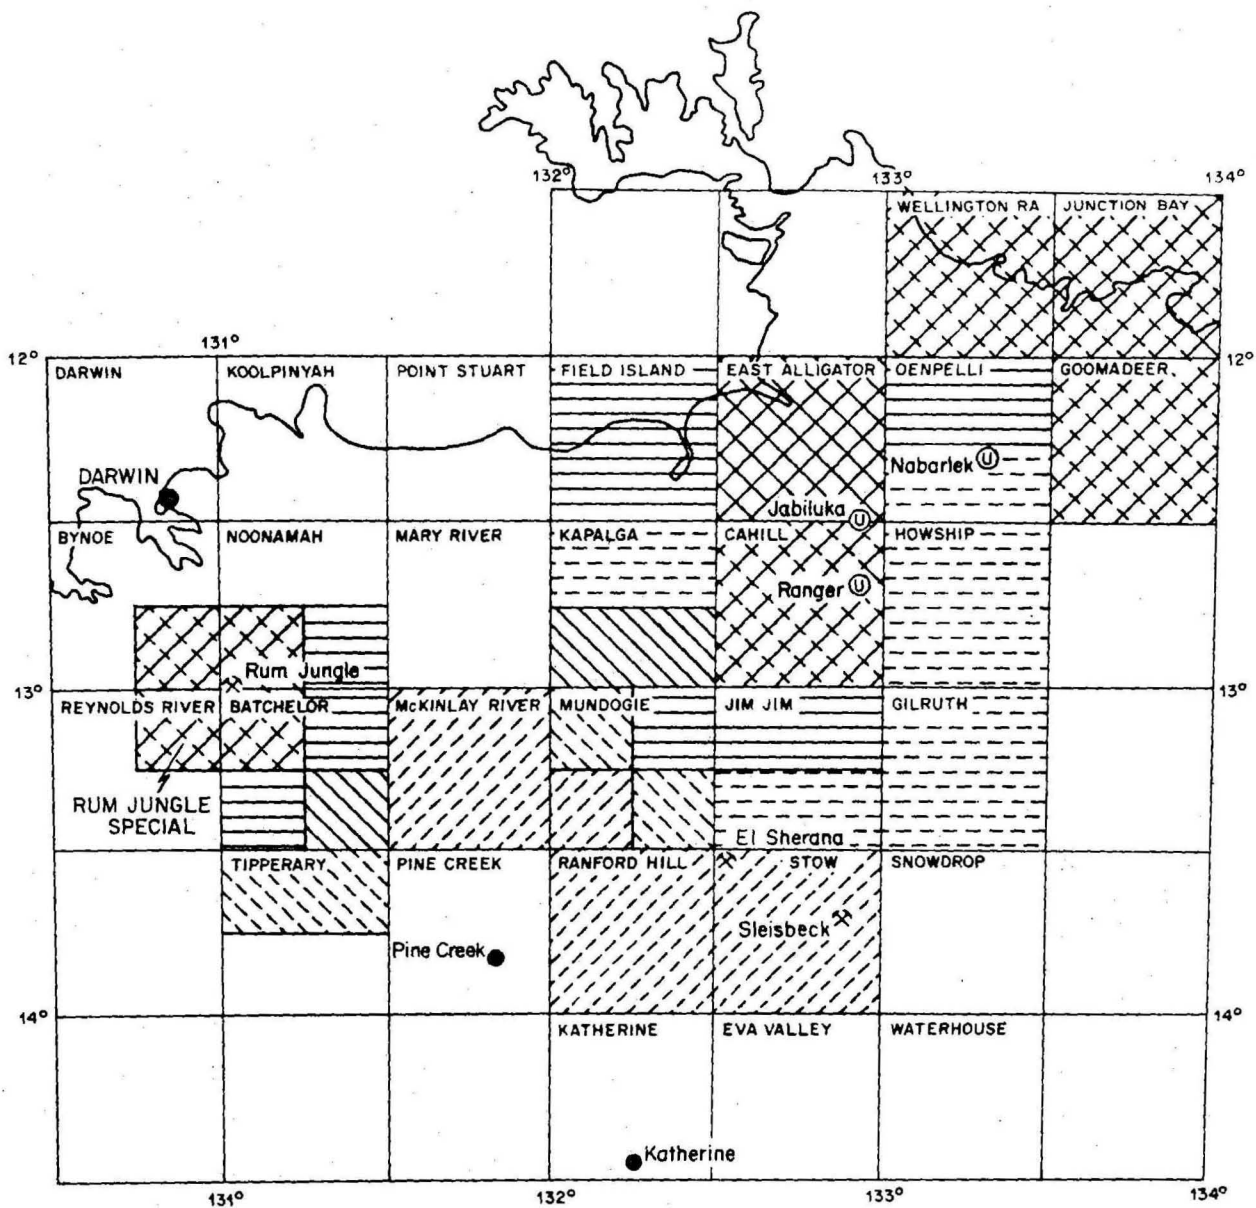 132° 133° 134°
WELLINGTON RA JUNCTION BAY
131°
12° 12°
DARWIN KOOLPINYAH POINT STUART FIELD ISLAND EAST ALLIGATOR OENPELLI GOOMADEER
Nabarlek U
DARWIN
Jabiluka U
BYNOE NOONAMAH MARY RIVER KAPALGA CAHILL HOWSHIP
Ranger U
Rum Jungle
13° 13°
REYNOLDS RIVER BATCHELOR McKINLAY RIVER MUNDOGIE JIM JIM GILRUTH
RUM JUNGLE
SPECIAL
El Sherana
TIPPERARY PINE CREEK RANFORD HILL STOW SNOWDROP
Sleisbeck
Pine Creek
14° 14°
KATHERINE EVA VALLEY WATERHOUSE
Katherine
131° 132° 133° 134°